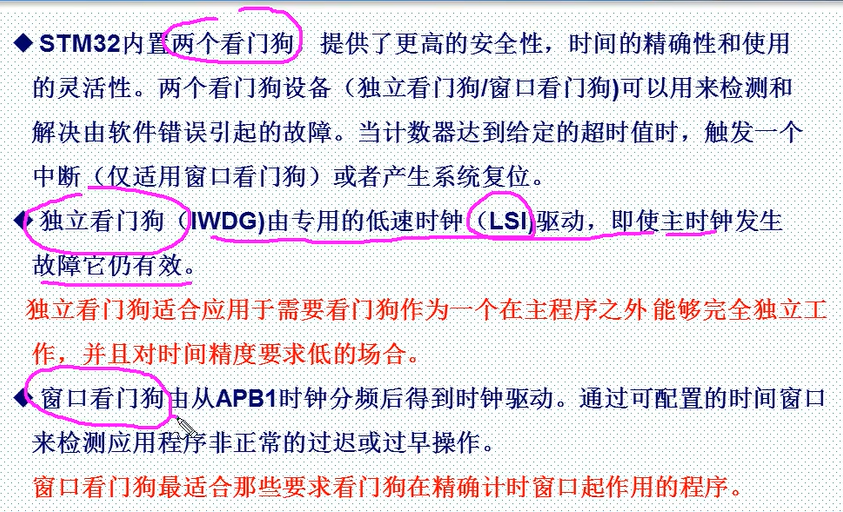 ◆ STM32内置两个看门狗 提供了更高的安全性，时间的精确性和使用
的灵活性。两个看门狗设备（独立看门狗/窗口看门狗)可以用来检测和
解决由软件错误引起的故障。当计数器达到给定的超时值时，触发一个
中断（仅适用窗口看门狗）或者产生系统复位。
◆ 独立看门狗（IWDG)由专用的低速时钟（LSI)驱动，即使主时钟发生
故障它仍有效。
独立看门狗适合应用于需要看门狗作为一个在主程序之外 能够完全独立工
作，并且对时间精度要求低的场合。
◆ 窗口看门狗由从APB1时钟分频后得到时钟驱动。通过可配置的时间窗口
来检测应用程序非正常的过迟或过早操作。
窗口看门狗最适合那些要求看门狗在精确计时窗口起作用的程序。